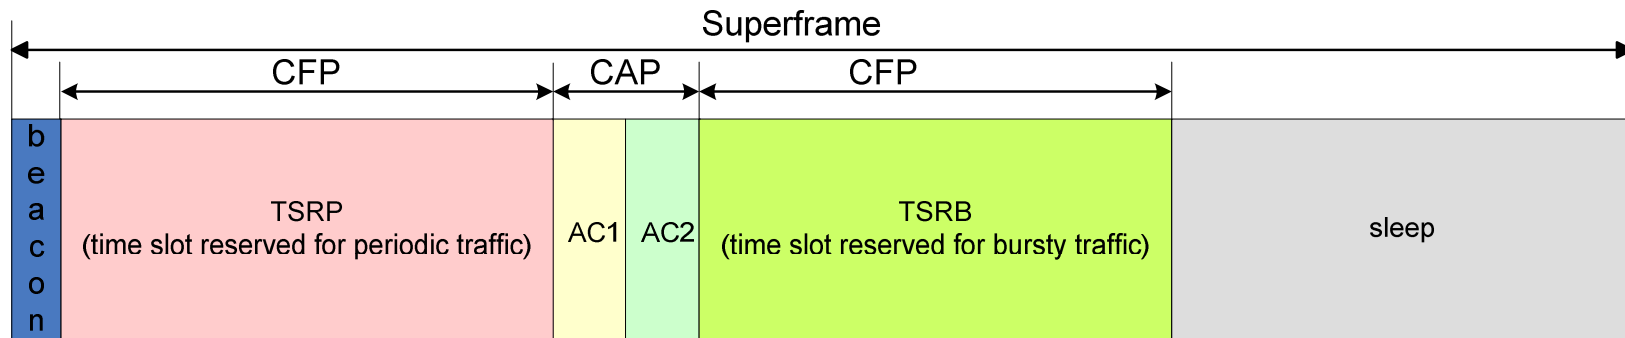 Superframe
CFP
CAP
CFP
beacon
TSRP
(time slot reserved for periodic traffic)
AC1
AC2
TSRB
(time slot reserved for bursty traffic)
sleep